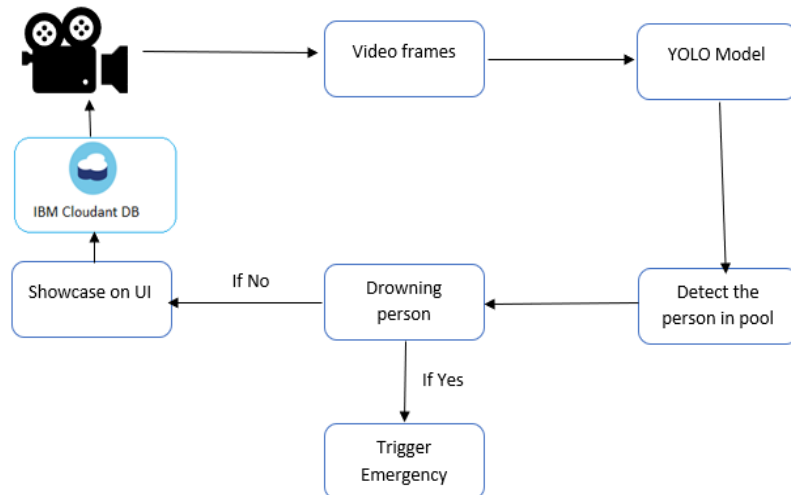 Video frames
YOLO Model
IBM Cloudant DB
Showcase on UI
If No
Drowning
person
Detect the
person in pool
If Yes
Trigger
Emergency